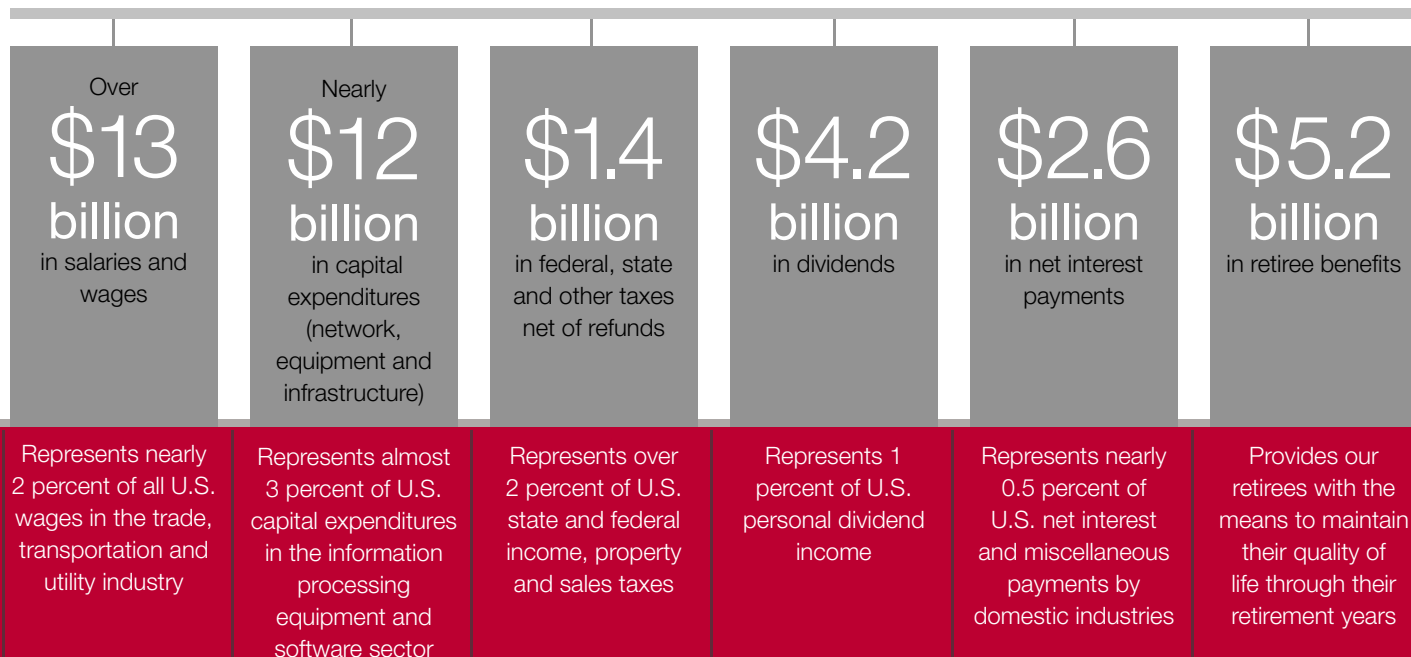 Over
$13
billion
in salaries and
wages
Nearly
$12
billion
in capital
expenditures
(network,
equipment and
infrastructure)
$1.4
billion
in federal, state
and other taxes
net of refunds
$4.2
billion
in dividends
$2.6
billion
in net interest
payments
$5.2
billion
in retiree benefits
Represents nearly
2 percent of all U.S.
wages in the trade,
transportation and
utility industry
Represents almost
3 percent of U.S.
capital expenditures
in the information
processing
equipment and
software sector
Represents over
2 percent of U.S.
state and federal
income, property
and sales taxes
Represents 1
percent of U.S.
personal dividend
income
Represents nearly
0.5 percent of
U.S. net interest
and miscellaneous
payments by
domestic industries
Provides our
retirees with the
means to maintain
their quality of
life through their
retirement years